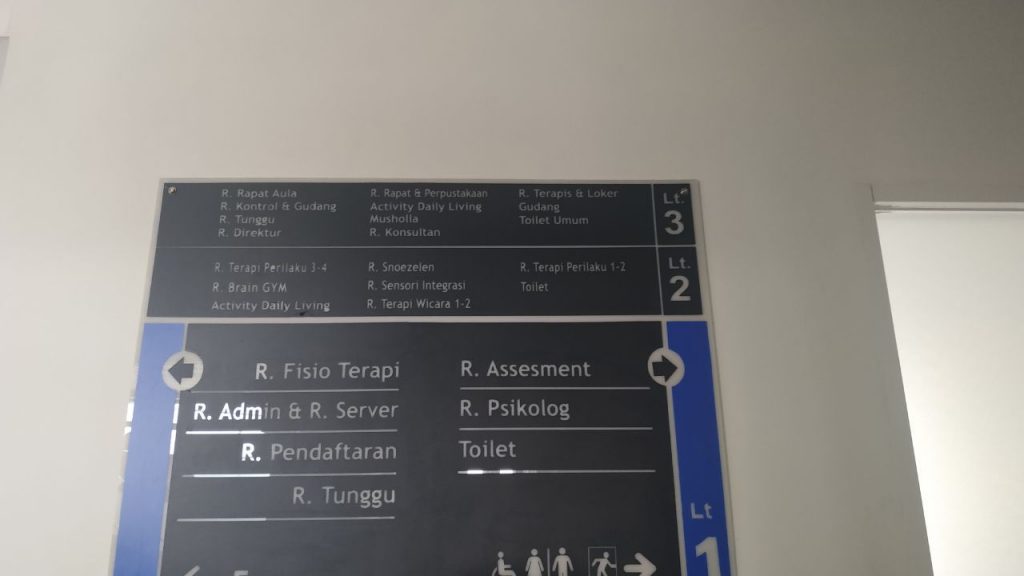 R. Rapat Aula
R. Kontrol & Gudang
R. Tunggu
R. Direktur
R. Rapat & Perpustakaan
Activity Daily Living
Musholla
R. Konsultan
R. Terapis & Loker
Gudang
Toilet Umum
Lt.
3
R. Terapi Perilaku 3-4
R. Brain GYM
Activity Daily Living
R. Snoezelen
R. Sensori Integrasi
R. Terapi Wicara 1-2
R. Terapi Perilaku 1-2
Toilet
Lt.
2
R. Fisio Terapi
R. Admin & R. Server
R. Pendaftaran
R. Tunggu
R. Assesment
R. Psikolog
Toilet
Lt
1